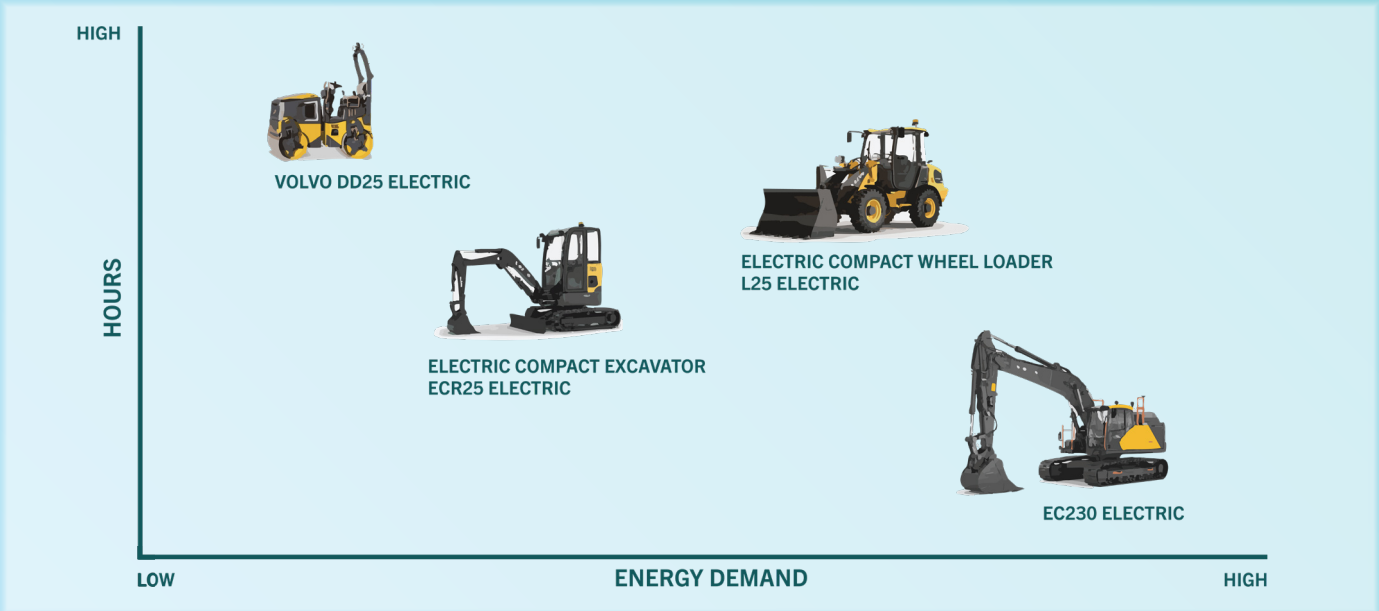 HIGH
VOLVO DD25 ELECTRIC
ELECTRIC COMPACT WHEEL LOADER
L25 ELECTRIC
HOURS
ELECTRIC COMPACT EXCAVATOR
ECR25 ELECTRIC
EC230 ELECTRIC
LOW
ENERGY DEMAND
HIGH